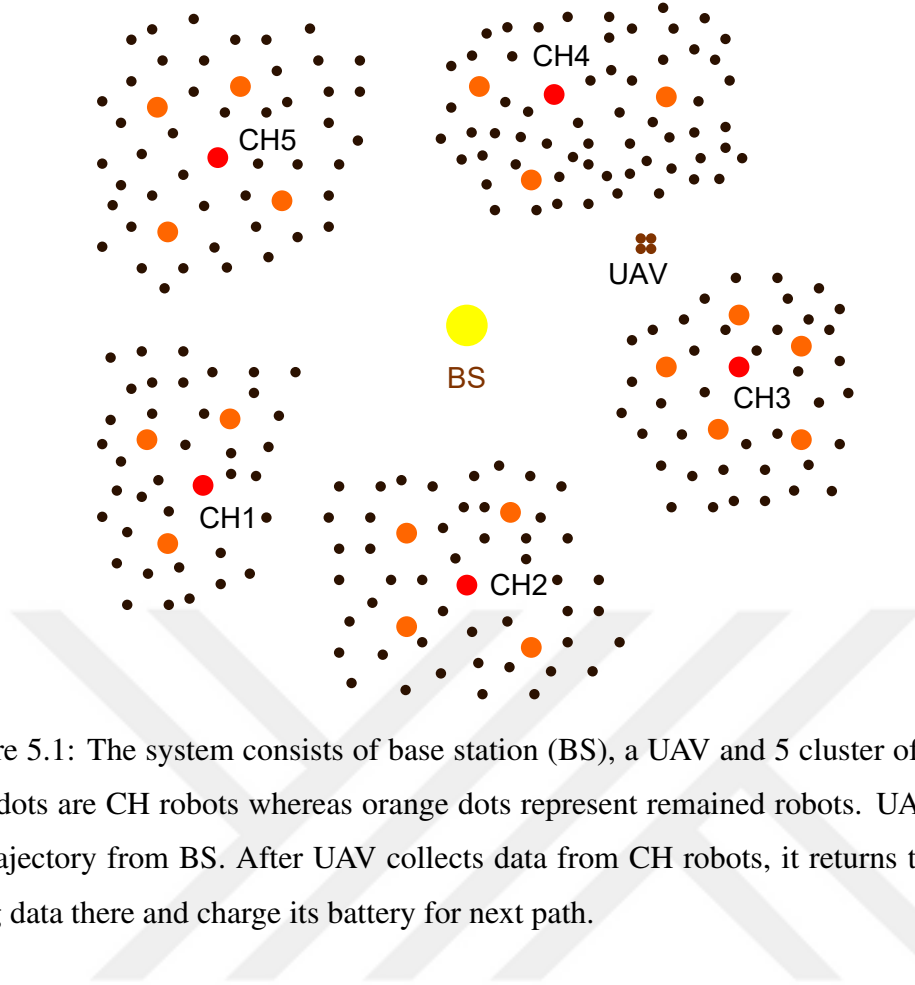 CH4
CH5
UAV
BS
CH3
CH1
CH2
re 5.1: The system consists of base station (BS), a UAV and 5 cluster of
dots are CH robots whereas orange dots represent remained robots. UA
ajectory from BS. After UAV collects data from CH robots, it returns t
data there and charge its battery for next path.